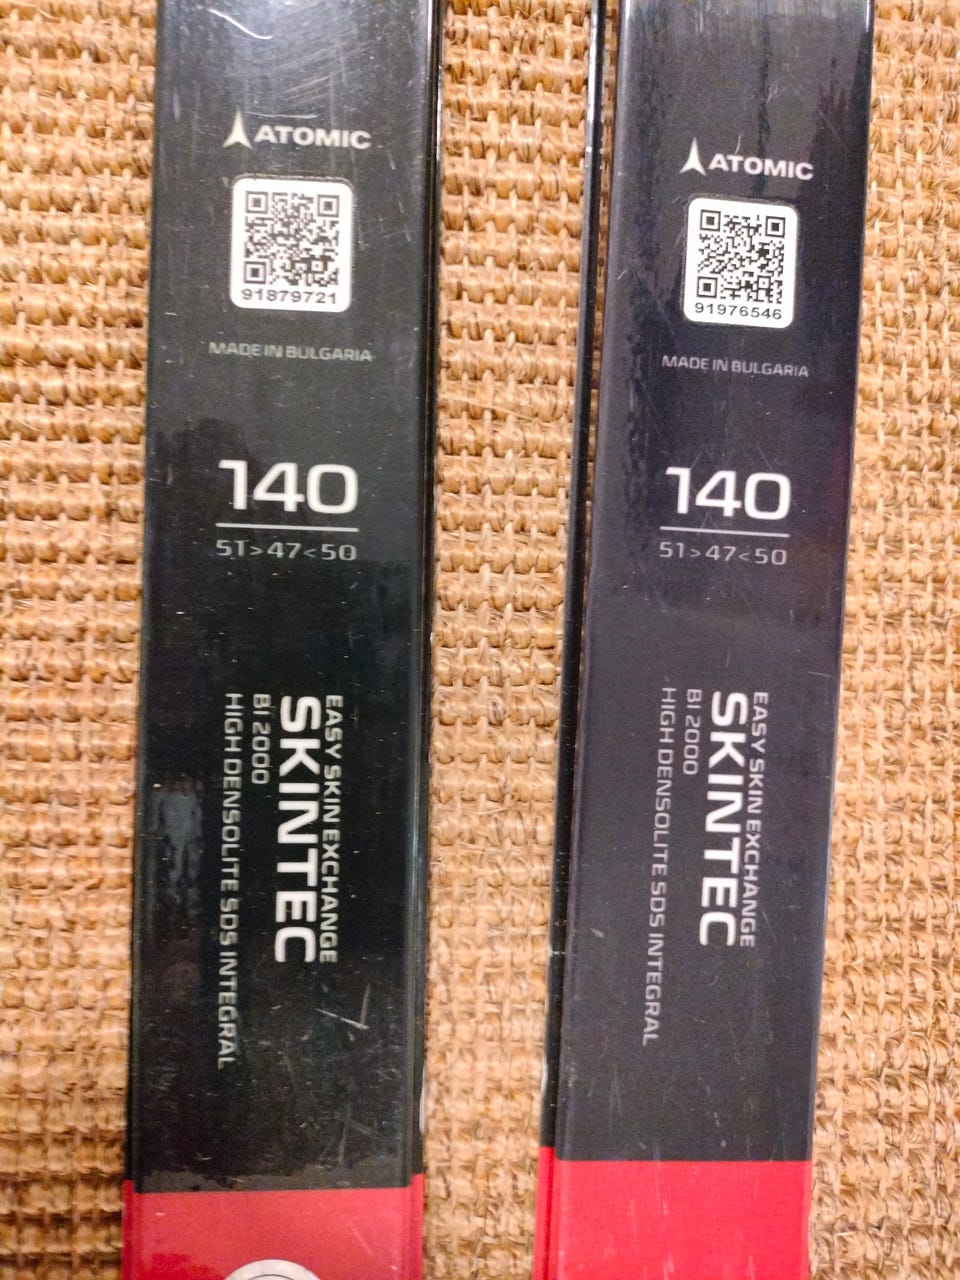 ATOMIC
91879721
MADE IN BULGARIA
140
51>47<50
EASY SKIN EXCHANGE
SKINTEC
BI 2000
HIGH DENSOLITE SDS INTEGRAL
ATOMIC
91976546
MADE IN BULGARIA
140
51>47<50
EASY SKIN EXCHANGE
SKINTEC
BI 2000
HIGH DENSOLITE SDS INTEGRAL